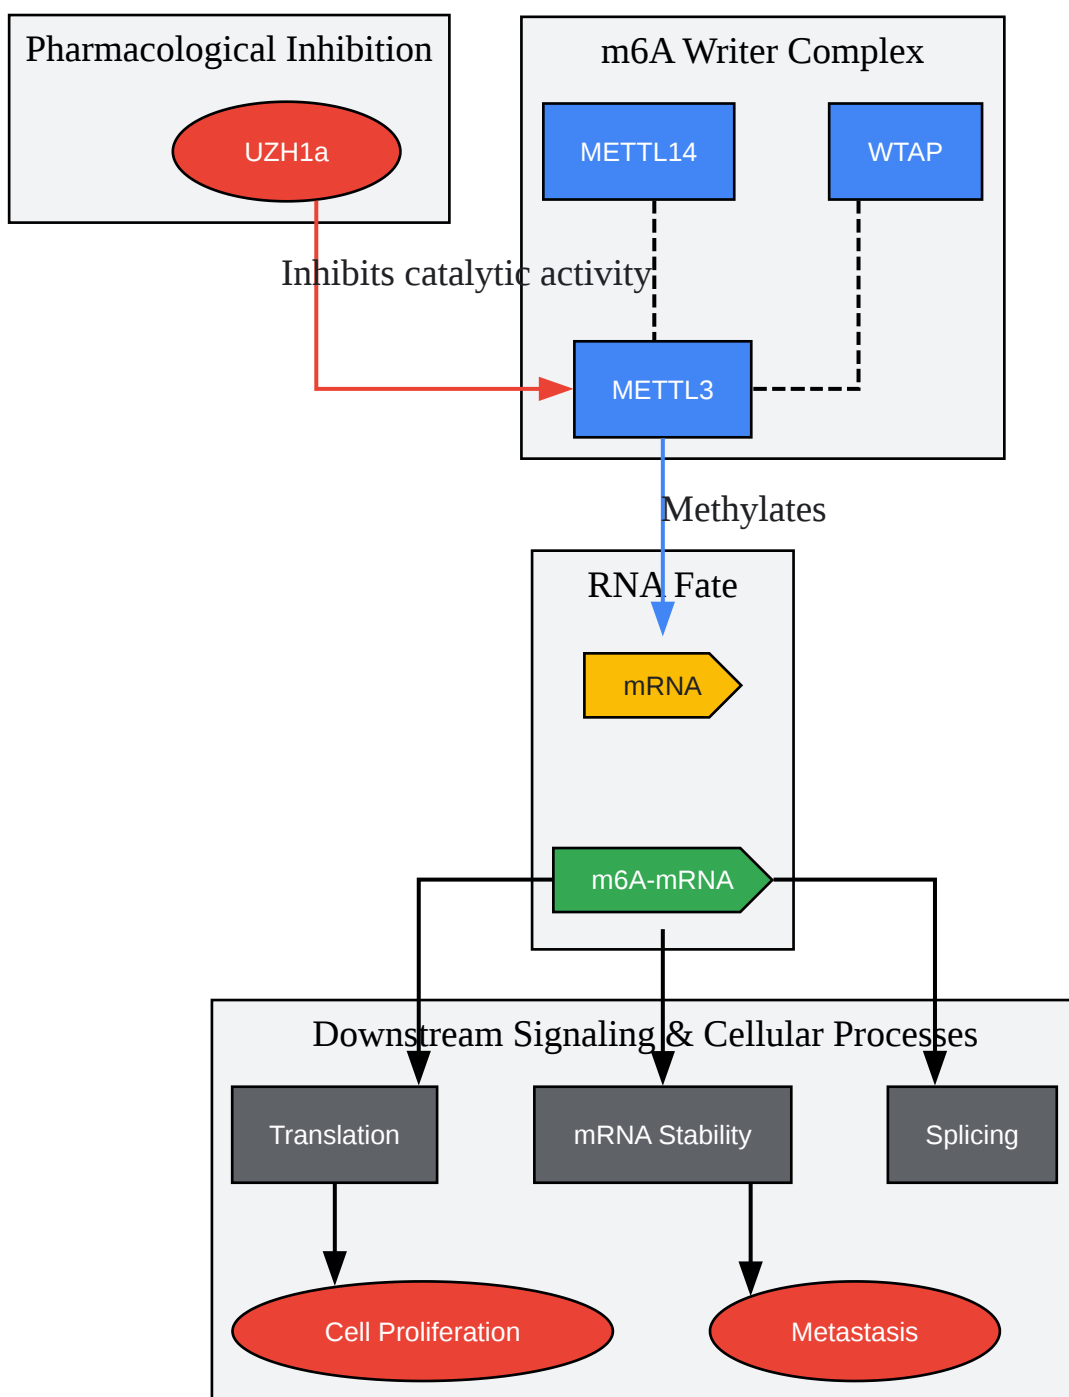 Pharmacological Inhibition
m6A Writer Complex
UZH1a
METTL14
WTAP
Inhibits catalytic activity
METTL3
Methylates
RNA Fate
mRNA
m6A-mRNA
Downstream Signaling & Cellular Processes
Translation
mRNA Stability
Splicing
Cell Proliferation
Metastasis